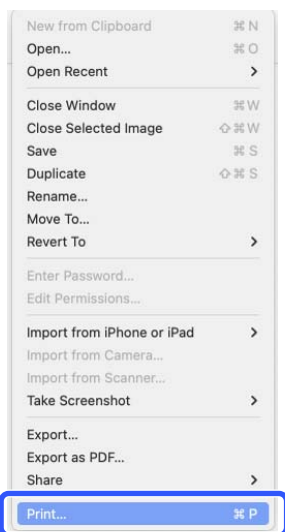 New from Clipboard ⌘ N
Open... ⌘ O
Open Recent >
Close Window ⌘ W
Close Selected Image ⇧ ⌘ W
Save ⌘ S
Duplicate ⇧ ⌘ S
Rename...
Move To...
Revert To >
Enter Password...
Edit Permissions...
Import from iPhone or iPad >
Import from Camera...
Import from Scanner...
Take Screenshot >
Export...
Export as PDF...
Share >
Print... ⌘ P